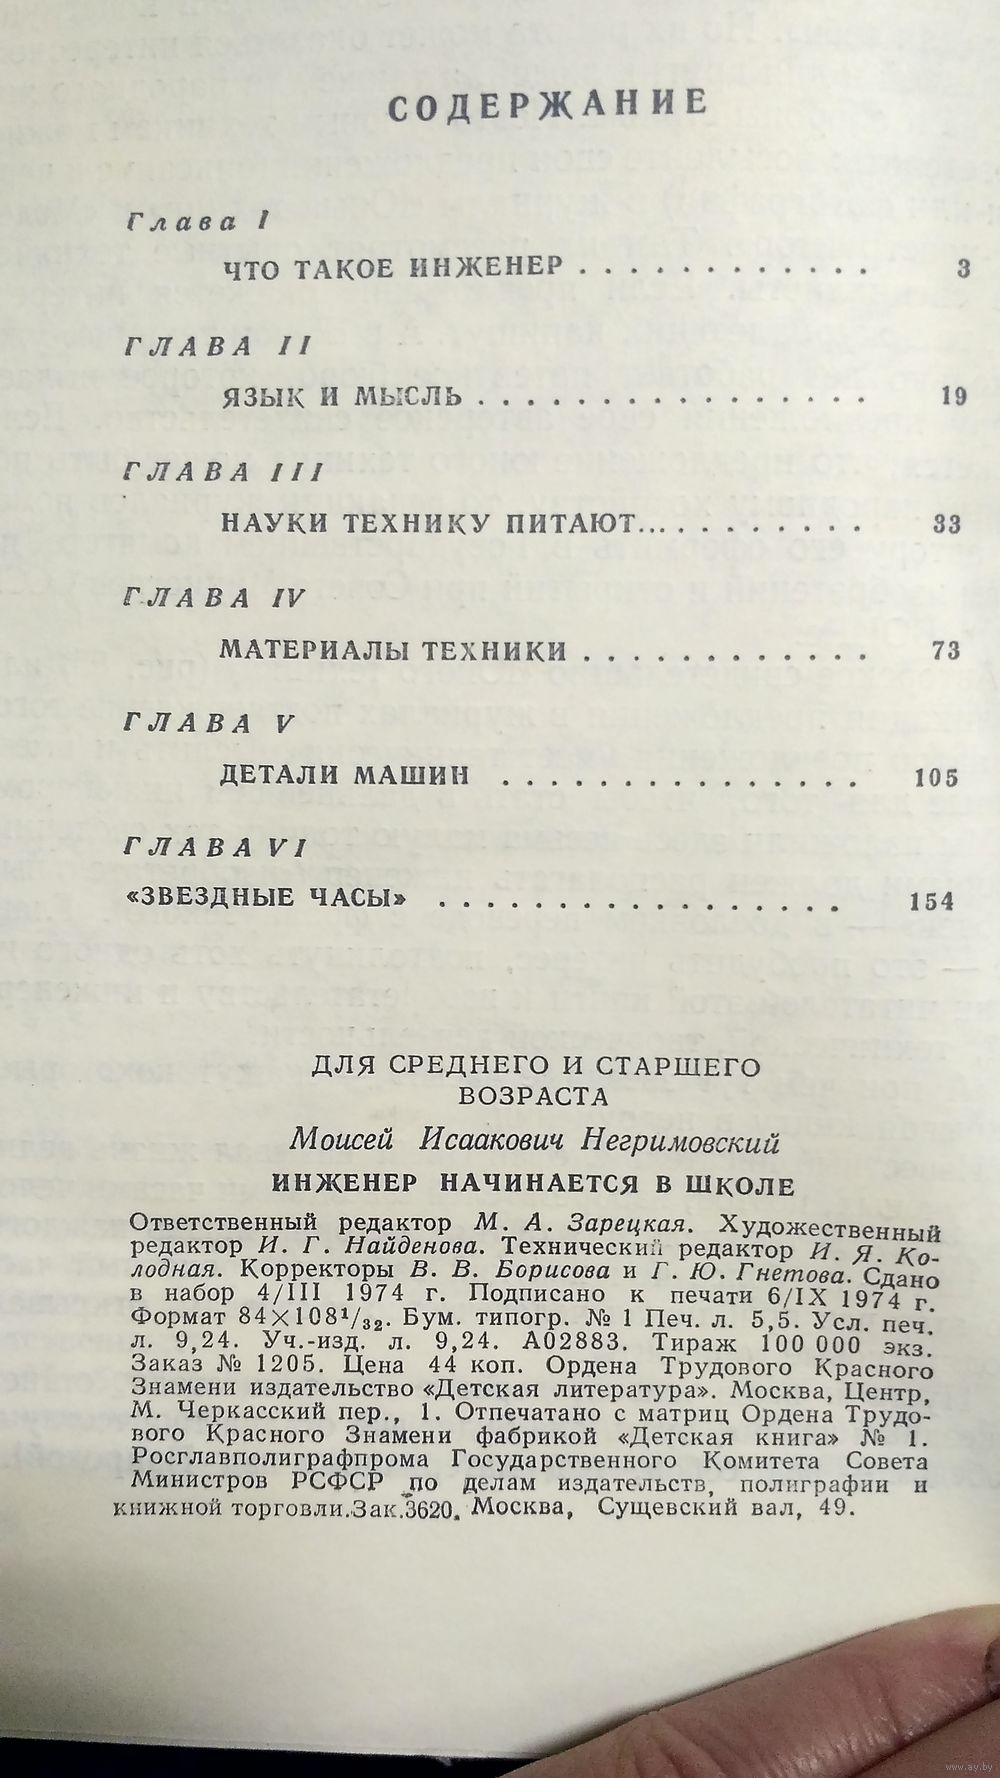 СОДЕРЖАНИЕ
Глава I
ЧТО ТАКОЕ ИНЖЕНЕР . . . . . . . . . . . . 3
ГЛАВА II
ЯЗЫК И МЫСЛЬ . . . . . . . . . . . . . . . . 19
ГЛАВА III
НАУКИ ТЕХНИКУ ПИТАЮТ... . . . . . . . . . 33
ГЛАВА IV
МАТЕРИАЛЫ ТЕХНИКИ . . . . . . . . . . . . 73
ГЛАВА V
ДЕТАЛИ МАШИН . . . . . . . . . . . . . . . 105
ГЛАВА VI
«ЗВЕЗДНЫЕ ЧАСЫ» . . . . . . . . . . . . . . . . . 154
ДЛЯ СРЕДНЕГО И СТАРШЕГО
ВОЗРАСТА
Моисей Исаакович Негримовский
ИНЖЕНЕР НАЧИНАЕТСЯ В ШКОЛЕ
Ответственный редактор М. А. Зарецкая. Художественный
редактор И. Г. Найденова. Технический редактор И. Я. Ко-
лодная. Корректоры В. В. Борисова и Г. Ю. Гнетова. Сдано
в набор 4/III 1974 г. Подписано к печати 6/IX 1974 г.
Формат 84×108¹/₃₂. Бум. типогр. № 1 Печ. л. 5,5. Усл. печ.
л. 9,24. Уч.-изд. л. 9,24. А02883. Тираж 100 000 экз.
Заказ № 1205. Цена 44 коп. Ордена Трудового Красного
Знамени издательство «Детская литература». Москва, Центр,
М. Черкасский пер., 1. Отпечатано с матриц Ордена Трудо-
вого Красного Знамени фабрикой «Детская книга» № 1.
Росглавполиграфпрома Государственного Комитета Совета
Министров РСФСР по делам издательств, полиграфии и
книжной торговли.Зак.3620. Москва, Сущевский вал, 49.
www.ay.by